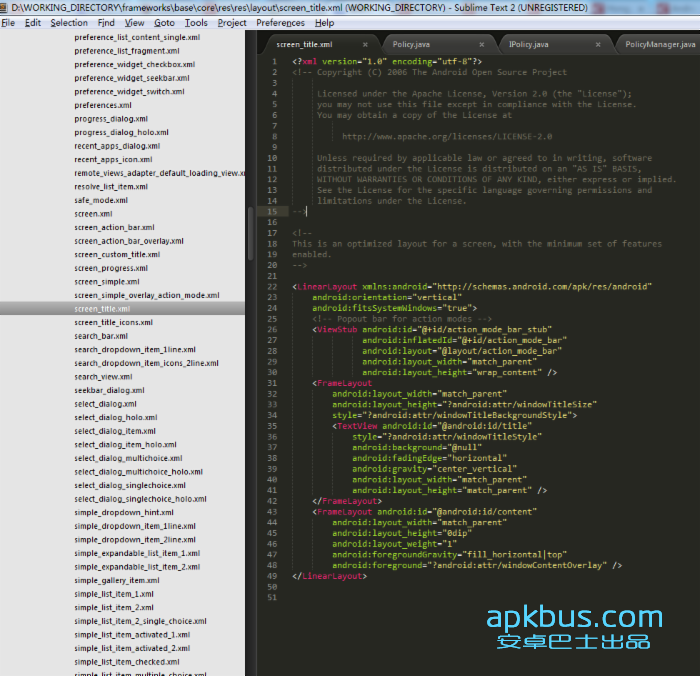 D:\WORKING_DIRECTORY\frameworks\base\core\res\res\layout\screen_title.xml (WORKING_DIRECTORY) - Sublime Text 2 (UNREGISTERED)
File Edit Selection Find View Goto Tools Project Preferences Help
preference_list_content_single.xml
preference_list_fragment.xml
preference_widget_checkbox.xml
preference_widget_seekbar.xml
preference_widget_switch.xml
preferences.xml
progress_dialog.xml
progress_dialog_holo.xml
recent_apps_dialog.xml
recent_apps_icon.xml
remote_views_adapter_default_loading_view.x
resolve_list_item.xml
safe_mode.xml
screen.xml
screen_action_bar.xml
screen_action_bar_overlay.xml
screen_custom_title.xml
screen_progress.xml
screen_simple.xml
screen_simple_overlay_action_mode.xml
screen_title.xml
screen_title_icons.xml
search_bar.xml
search_dropdown_item_1line.xml
search_dropdown_item_icons_2line.xml
search_view.xml
seekbar_dialog.xml
select_dialog.xml
select_dialog_holo.xml
select_dialog_item.xml
select_dialog_item_holo.xml
select_dialog_multichoice.xml
select_dialog_multichoice_holo.xml
select_dialog_singlechoice.xml
select_dialog_singlechoice_holo.xml
simple_dropdown_hint.xml
simple_dropdown_item_1line.xml
simple_dropdown_item_2line.xml
simple_expandable_list_item_1.xml
simple_expandable_list_item_2.xml
simple_gallery_item.xml
simple_list_item_1.xml
simple_list_item_2.xml
simple_list_item_2_single_choice.xml
simple_list_item_activated_1.xml
simple_list_item_activated_2.xml
simple_list_item_checked.xml
simple_list_item_multiple_choice.xml
screen_title.xml × Policy.java × IPolicy.java × PolicyManager.java
1 <?xml version="1.0" encoding="utf-8"?>
2 <!-- Copyright (C) 2006 The Android Open Source Project
3
4 Licensed under the Apache License, Version 2.0 (the "License");
5 you may not use this file except in compliance with the License.
6 You may obtain a copy of the License at
7
8 http://www.apache.org/licenses/LICENSE-2.0
9
10 Unless required by applicable law or agreed to in writing, software
11 distributed under the License is distributed on an "AS IS" BASIS,
12 WITHOUT WARRANTIES OR CONDITIONS OF ANY KIND, either express or implied.
13 See the License for the specific language governing permissions and
14 limitations under the License.
15 -->
16
17 <!--
18 This is an optimized layout for a screen, with the minimum set of features
19 enabled.
20 -->
21
22 <LinearLayout xmlns:android="http://schemas.android.com/apk/res/android"
23 android:orientation="vertical"
24 android:fitsSystemWindows="true">
25 <!-- Popout bar for action modes -->
26 <ViewStub android:id="@+id/action_mode_bar_stub"
27 android:inflatedId="@+id/action_mode_bar"
28 android:layout="@layout/action_mode_bar"
29 android:layout_width="match_parent"
30 android:layout_height="wrap_content" />
31 <FrameLayout
32 android:layout_width="match_parent"
33 android:layout_height="?android:attr/windowTitleSize"
34 style="?android:attr/windowTitleBackgroundStyle">
35 <TextView android:id="@android:id/title"
36 style="?android:attr/windowTitleStyle"
37 android:background="@null"
38 android:fadingEdge="horizontal"
39 android:gravity="center_vertical"
40 android:layout_width="match_parent"
41 android:layout_height="match_parent" />
42 </FrameLayout>
43 <FrameLayout android:id="@android:id/content"
44 android:layout_width="match_parent"
45 android:layout_height="0dip"
46 android:layout_weight="1"
47 android:foregroundGravity="fill_horizontal|top"
48 android:foreground="?android:attr/windowContentOverlay" />
49 </LinearLayout>
50
51
apkbus.com
安卓巴士出品